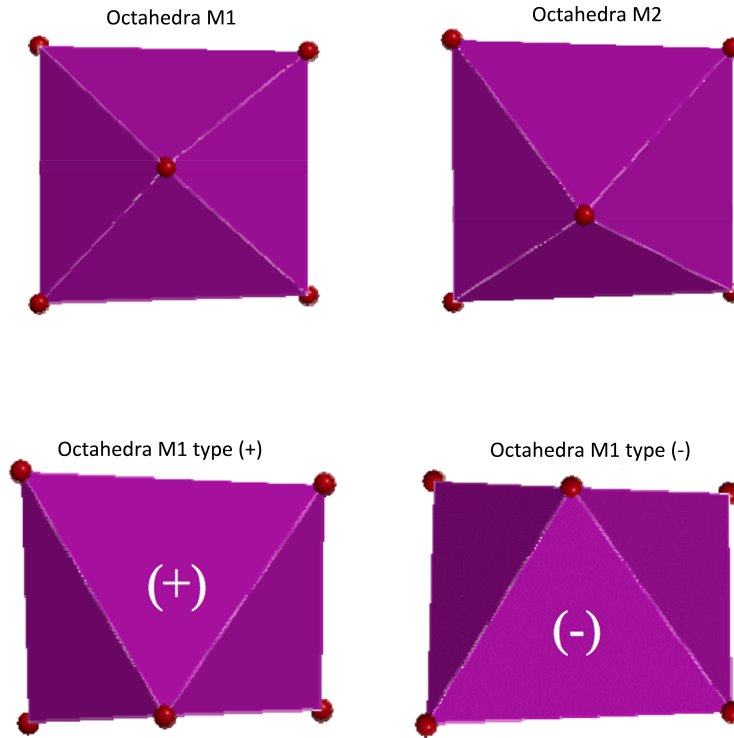 Octahedra M1
Octahedra M2
Octahedra M1 type (+)
Octahedra M1 type (-)
(+)
(-)